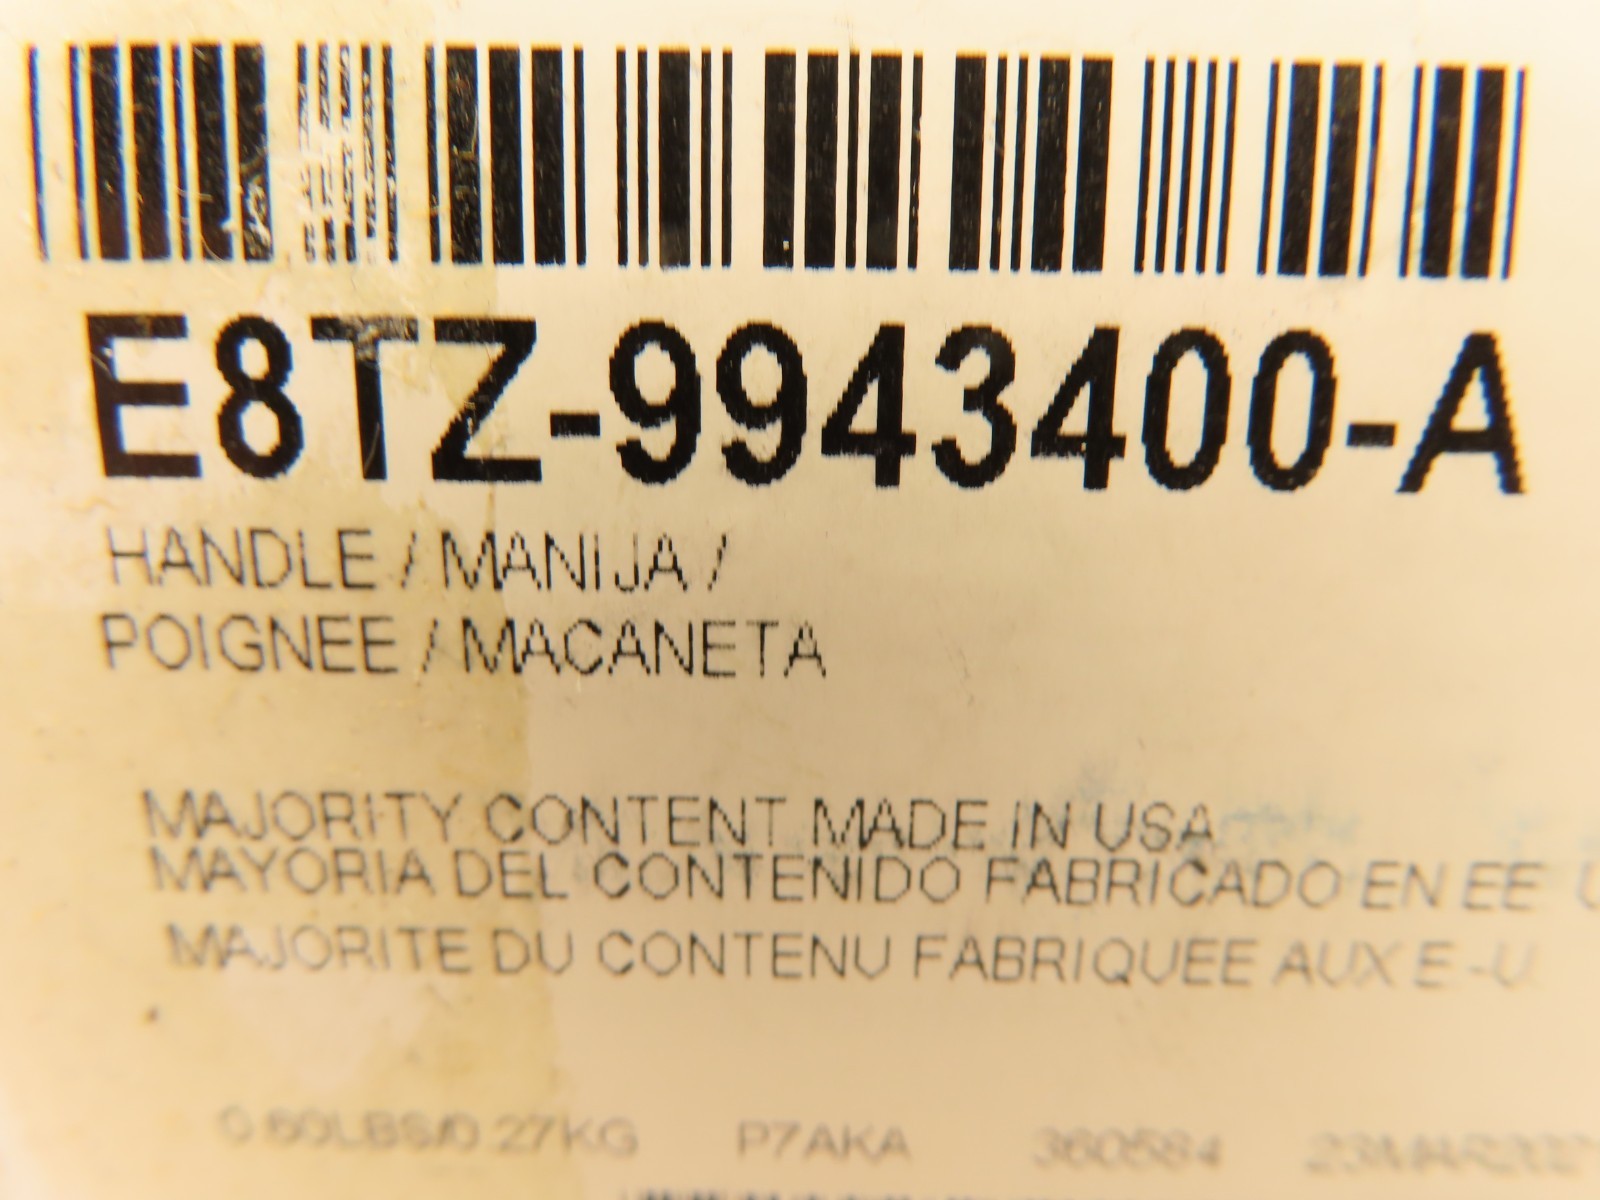 E8TZ-9943400-A
HANDLE / MANIJA /
POIGNEE / MACANETA
MAJORITY CONTENT MADE IN USA
MAYORIA DEL CONTENIDO FABRICADO EN EE U
MAJORITE DU CONTENU FABRIQUEE AUX E-U
0.60LBS/0.27KG P7AKA 360584